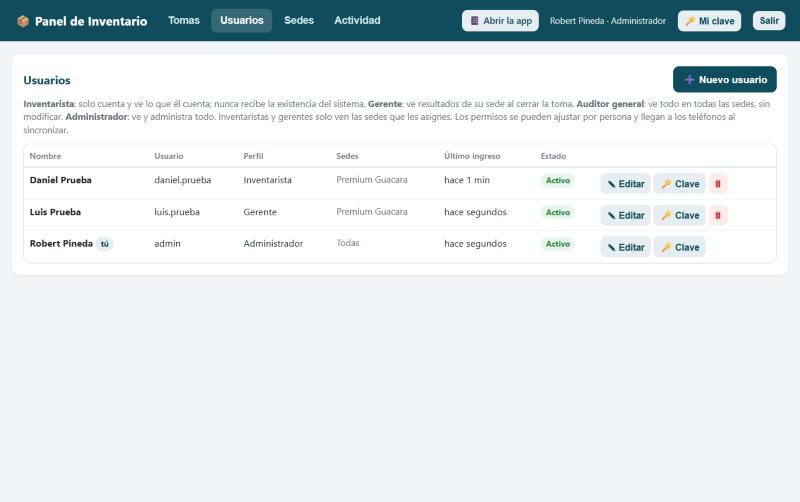 Panel de Inventario Tomas Usuarios Sedes Actividad Abrir la app Robert Pineda · Administrador Mi clave Salir
Usuarios Nuevo usuario
Inventarista: solo cuenta y ve lo que él cuenta; nunca recibe la existencia del sistema. Gerente: ve resultados de su sede al cerrar la toma. Auditor general: ve todo en todas las sedes, sin
modificar. Administrador: ve y administra todo. Inventaristas y gerentes solo ven las sedes que les asignes. Los permisos se pueden ajustar por persona y llegan a los teléfonos al
sincronizar.
Nombre Usuario Perfil Sedes Último ingreso Estado
Daniel Prueba daniel.prueba Inventarista Premium Guacara hace 1 min Activo Editar Clave
Luis Prueba luis.prueba Gerente Premium Guacara hace segundos Activo Editar Clave
Robert Pineda tú admin Administrador Todas hace segundos Activo Editar Clave